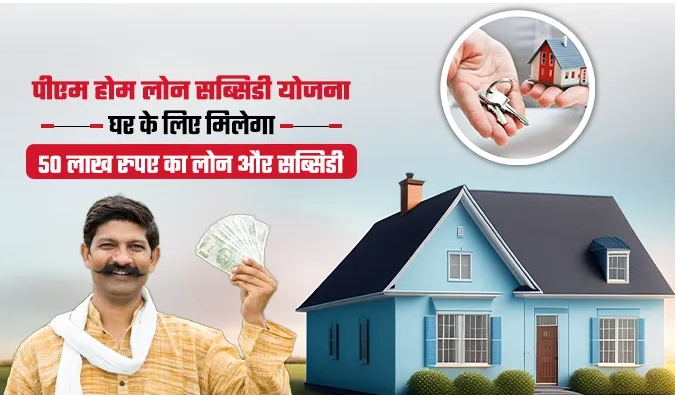 पीएम होम लोन सब्सिडी योजना
घर के लिए मिलेगा
50 लाख रुपए का लोन और सब्सिडी